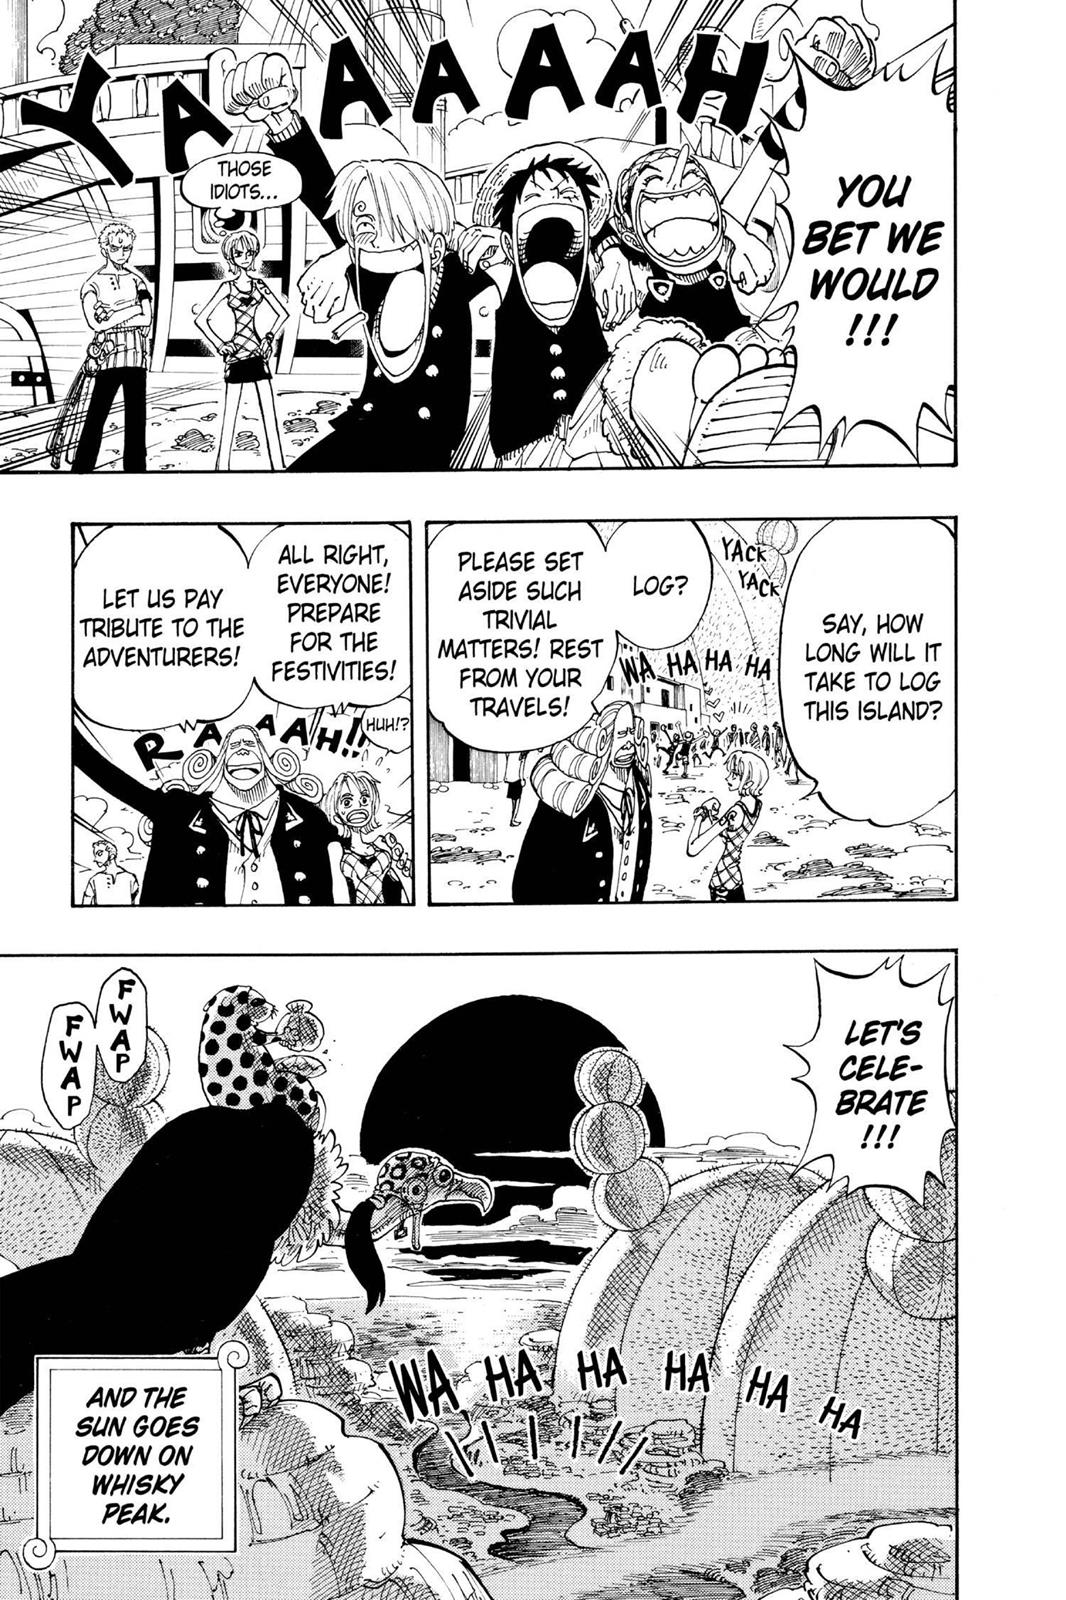 YAAAAAH
YOU
BET WE
WOULD
!!!
THOSE
IDIOTS...
SAY, HOW
LONG WILL IT
TAKE TO LOG
THIS ISLAND?
YACK
YACK
LOG?
WA HA HA HA
PLEASE SET
ASIDE SUCH
TRIVIAL
MATTERS! REST
FROM YOUR
TRAVELS!
ALL RIGHT,
EVERYONE!
PREPARE
FOR THE
FESTIVITIES!
LET US PAY
TRIBUTE TO THE
ADVENTURERS!
HUH!?
RAAAAH!!
LET'S
CELE-
BRATE
!!!
FWAP
FWAP
WA HA HA HA HA HA
AND THE
SUN GOES
DOWN ON
WHISKY
PEAK.